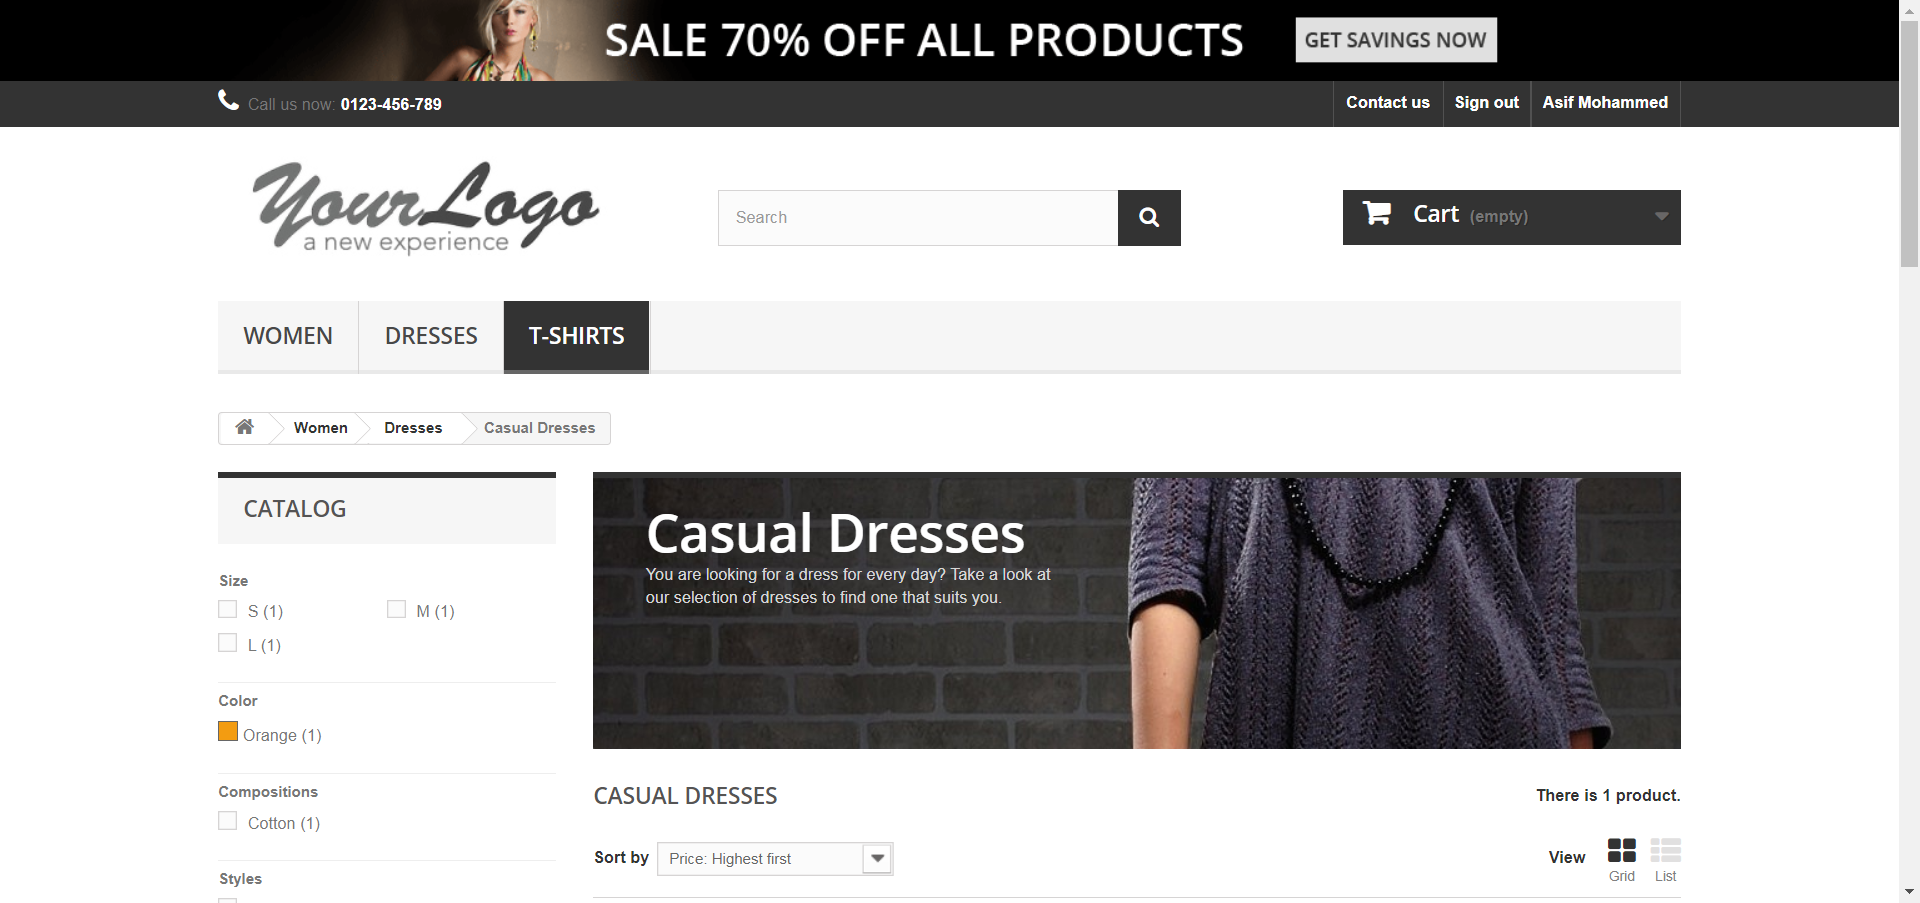 SALE 70% OFF ALL PRODUCTS
GET SAVINGS NOW
Call us now: 0123-456-789
Contact us
Sign out
Asif Mohammed
YourLogo
a new experience
Search
Cart (empty)
WOMEN
DRESSES
T-SHIRTS
Women
Dresses
Casual Dresses
CATALOG
Size
S (1)
M (1)
L (1)
Color
Orange (1)
Compositions
Cotton (1)
Styles
Casual Dresses
You are looking for a dress for every day? Take a look at
our selection of dresses to find one that suits you.
CASUAL DRESSES
There is 1 product.
Sort by
Price: Highest first
View
Grid
List